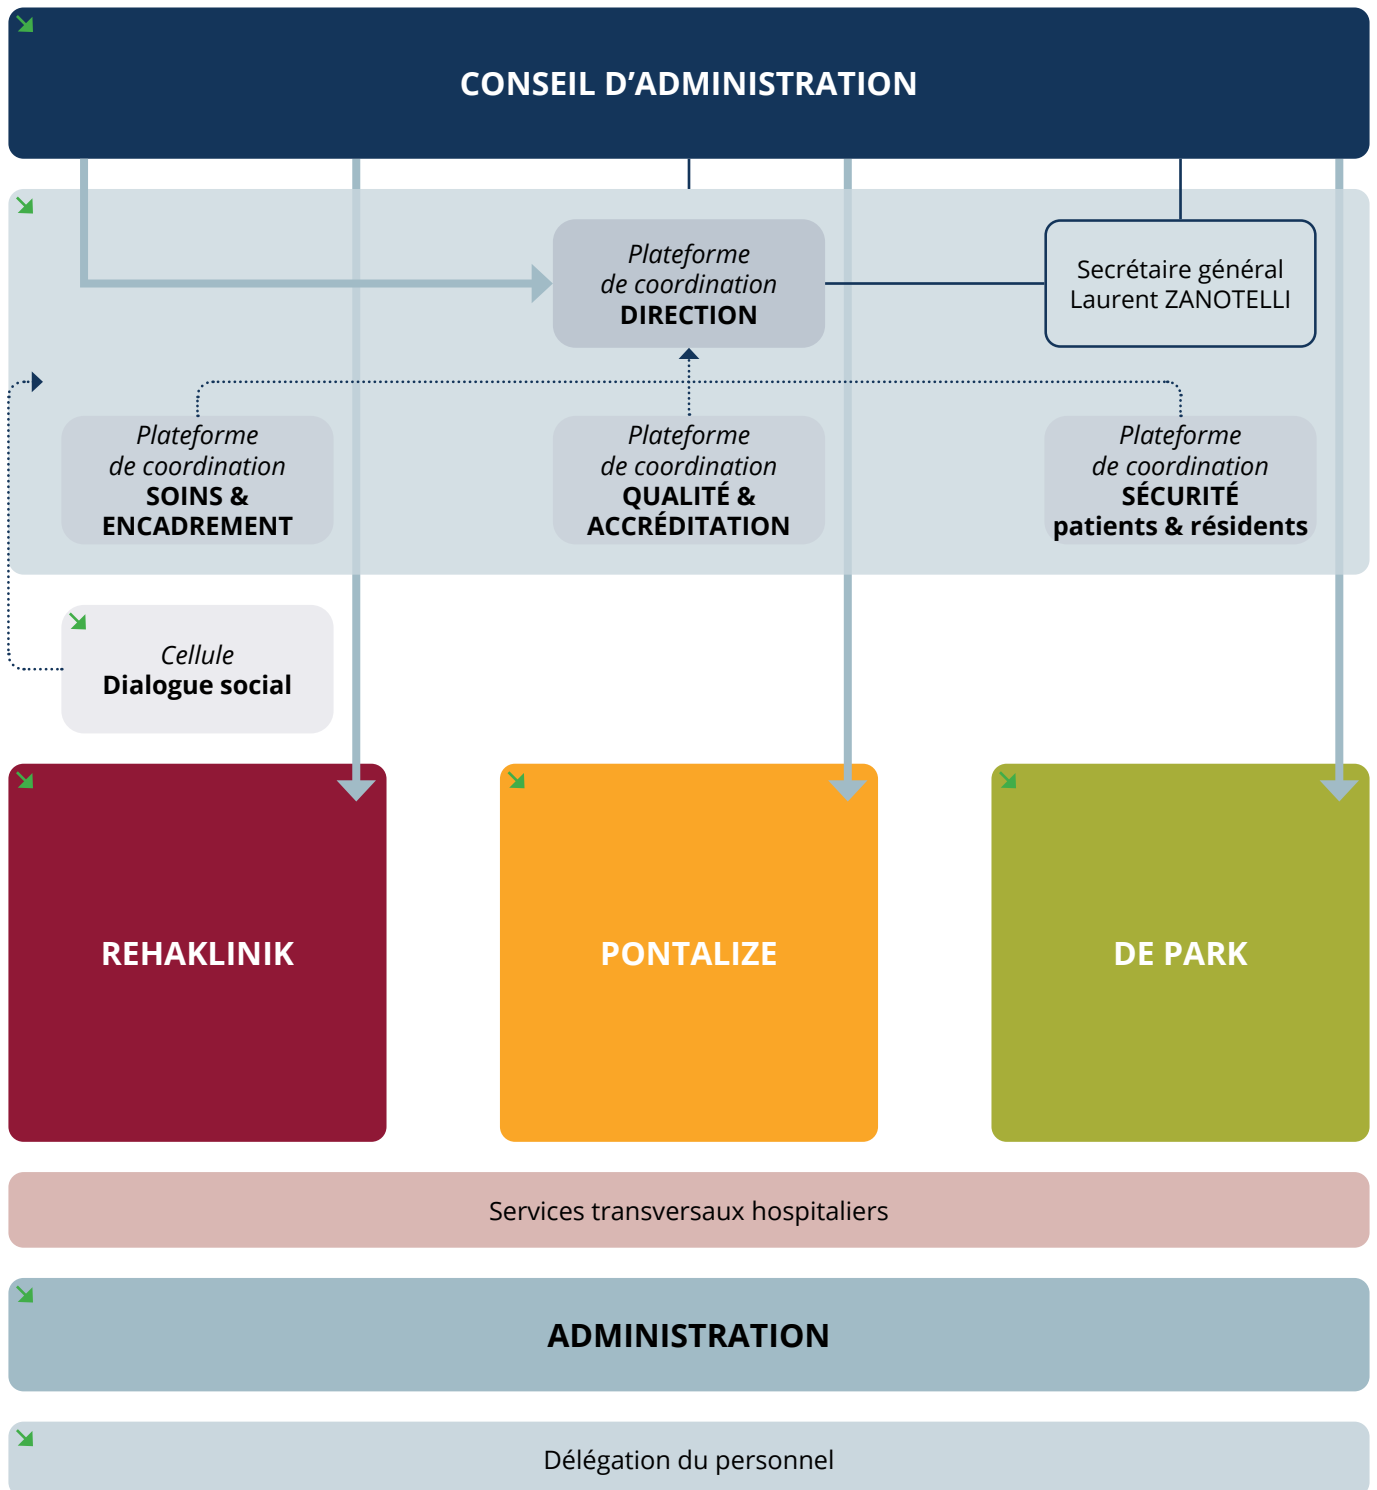 CONSEIL D’ADMINISTRATION
Plateforme
de coordination
DIRECTION
Secrétaire général
Laurent ZANOTELLI
Plateforme
de coordination
SOINS &
ENCADREMENT
Plateforme
de coordination
QUALITÉ &
ACCRÉDITATION
Plateforme
de coordination
SÉCURITÉ
patients & résidents
Cellule
Dialogue social
REHAKLINIK
PONTALIZE
DE PARK
Services transversaux hospitaliers
ADMINISTRATION
Délégation du personnel